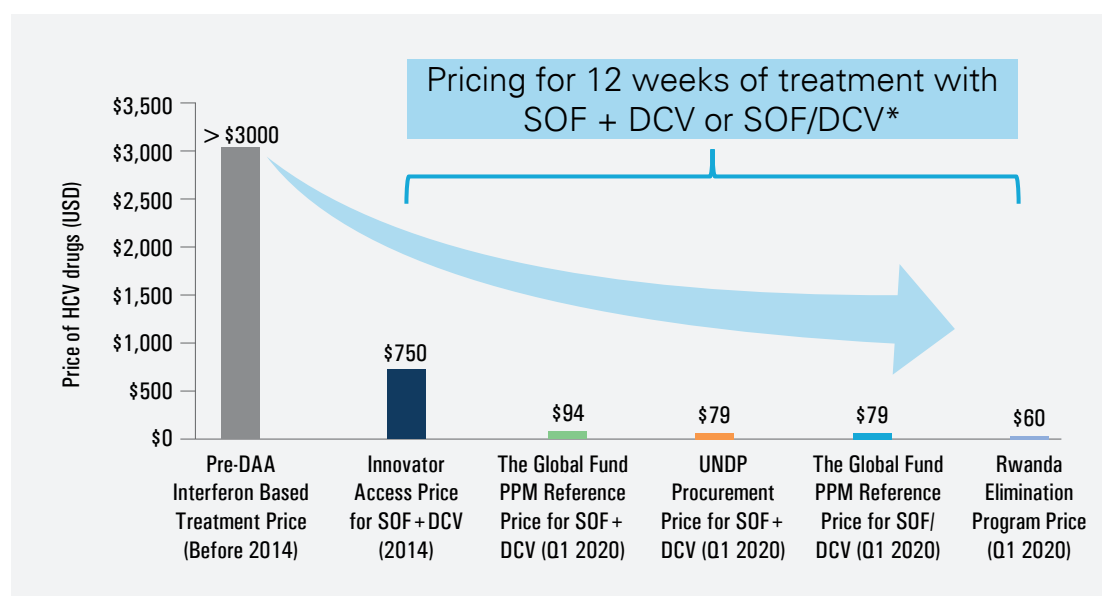 Pricing for 12 weeks of treatment with
SOF + DCV or SOF/DCV*
Price of HCV drugs (USD)
$3,500
$3,000
$2,500
$2,000
$1,500
$1,000
$500
$0
> $3000
$750
$94
$79
$79
$60
Pre-DAA
Interferon Based
Treatment Price
(Before 2014)
Innovator
Access Price
for SOF+DCV
(2014)
The Global Fund
PPM Reference
Price for SOF+
DCV (Q1 2020)
UNDP
Procurement
Price for SOF+
DCV (Q1 2020)
The Global Fund
PPM Reference
Price for SOF/
DCV (Q1 2020)
Rwanda
Elimination
Program Price
(Q1 2020)